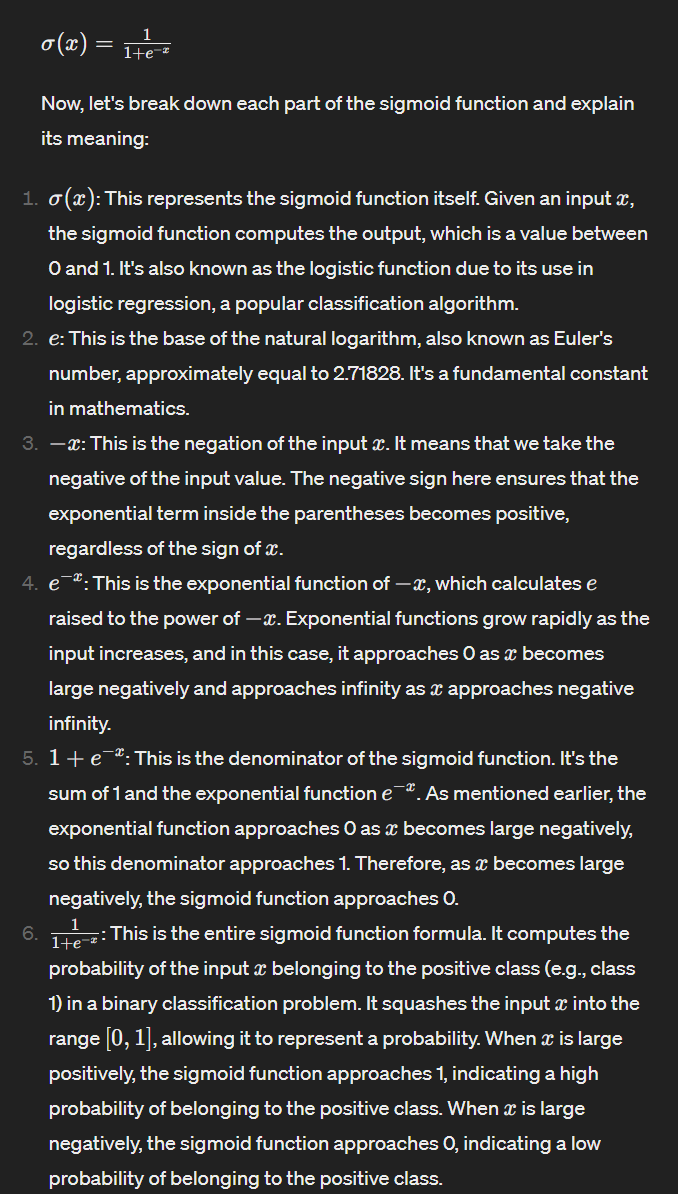 σ(x) = 1/(1+e^−x)
Now, let's break down each part of the sigmoid function and explain
its meaning:
1. σ(x): This represents the sigmoid function itself. Given an input x,
the sigmoid function computes the output, which is a value between
0 and 1. It's also known as the logistic function due to its use in
logistic regression, a popular classification algorithm.
2. e: This is the base of the natural logarithm, also known as Euler's
number, approximately equal to 2.71828. It's a fundamental constant
in mathematics.
3. −x: This is the negation of the input x. It means that we take the
negative of the input value. The negative sign here ensures that the
exponential term inside the parentheses becomes positive,
regardless of the sign of x.
4. e^−x: This is the exponential function of −x, which calculates e
raised to the power of −x. Exponential functions grow rapidly as the
input increases, and in this case, it approaches 0 as x becomes
large negatively and approaches infinity as x approaches negative
infinity.
5. 1 + e^−x: This is the denominator of the sigmoid function. It's the
sum of 1 and the exponential function e^−x. As mentioned earlier, the
exponential function approaches 0 as x becomes large negatively,
so this denominator approaches 1. Therefore, as x becomes large
negatively, the sigmoid function approaches 0.
6. 1/(1+e^−x): This is the entire sigmoid function formula. It computes the
probability of the input x belonging to the positive class (e.g., class
1) in a binary classification problem. It squashes the input x into the
range [0, 1], allowing it to represent a probability. When x is large
positively, the sigmoid function approaches 1, indicating a high
probability of belonging to the positive class. When x is large
negatively, the sigmoid function approaches 0, indicating a low
probability of belonging to the positive class.